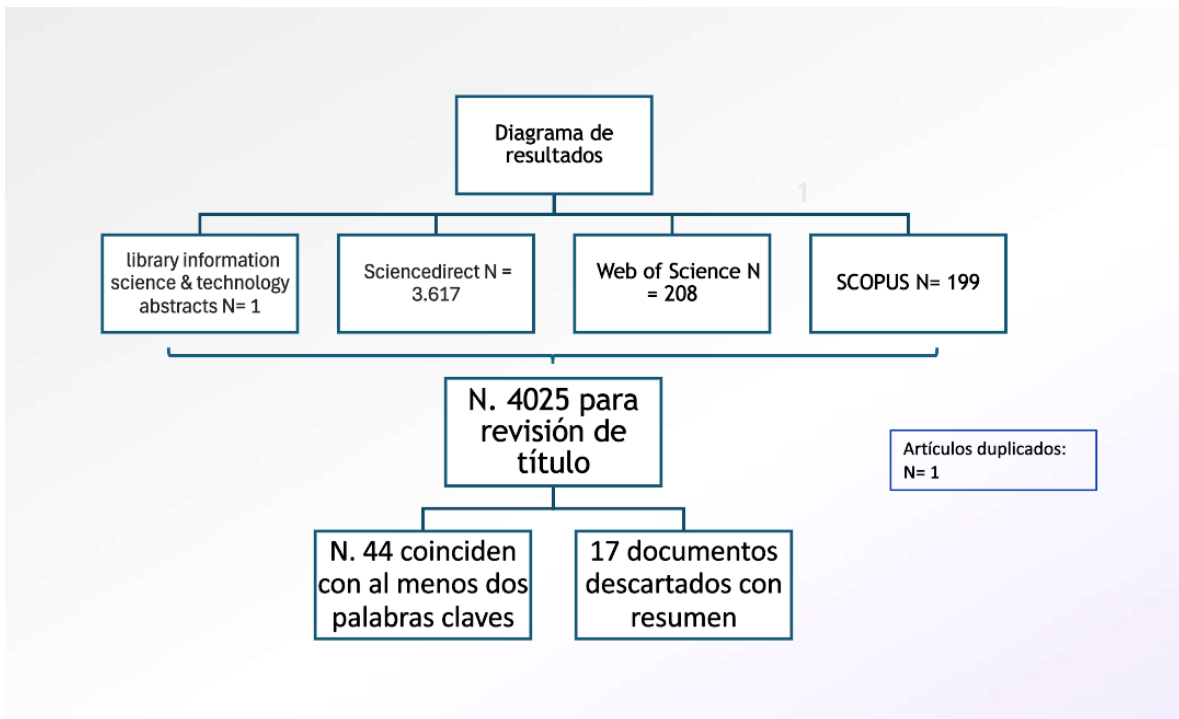 Diagrama de
resultados
1
library information
science & technology
abstracts N= 1
Sciencedirect N =
3.617
Web of Science N
= 208
SCOPUS N= 199
N. 4025 para
revisión de
título
Artículos duplicados:
N= 1
N. 44 coinciden
con al menos dos
palabras claves
17 documentos
descartados con
resumen